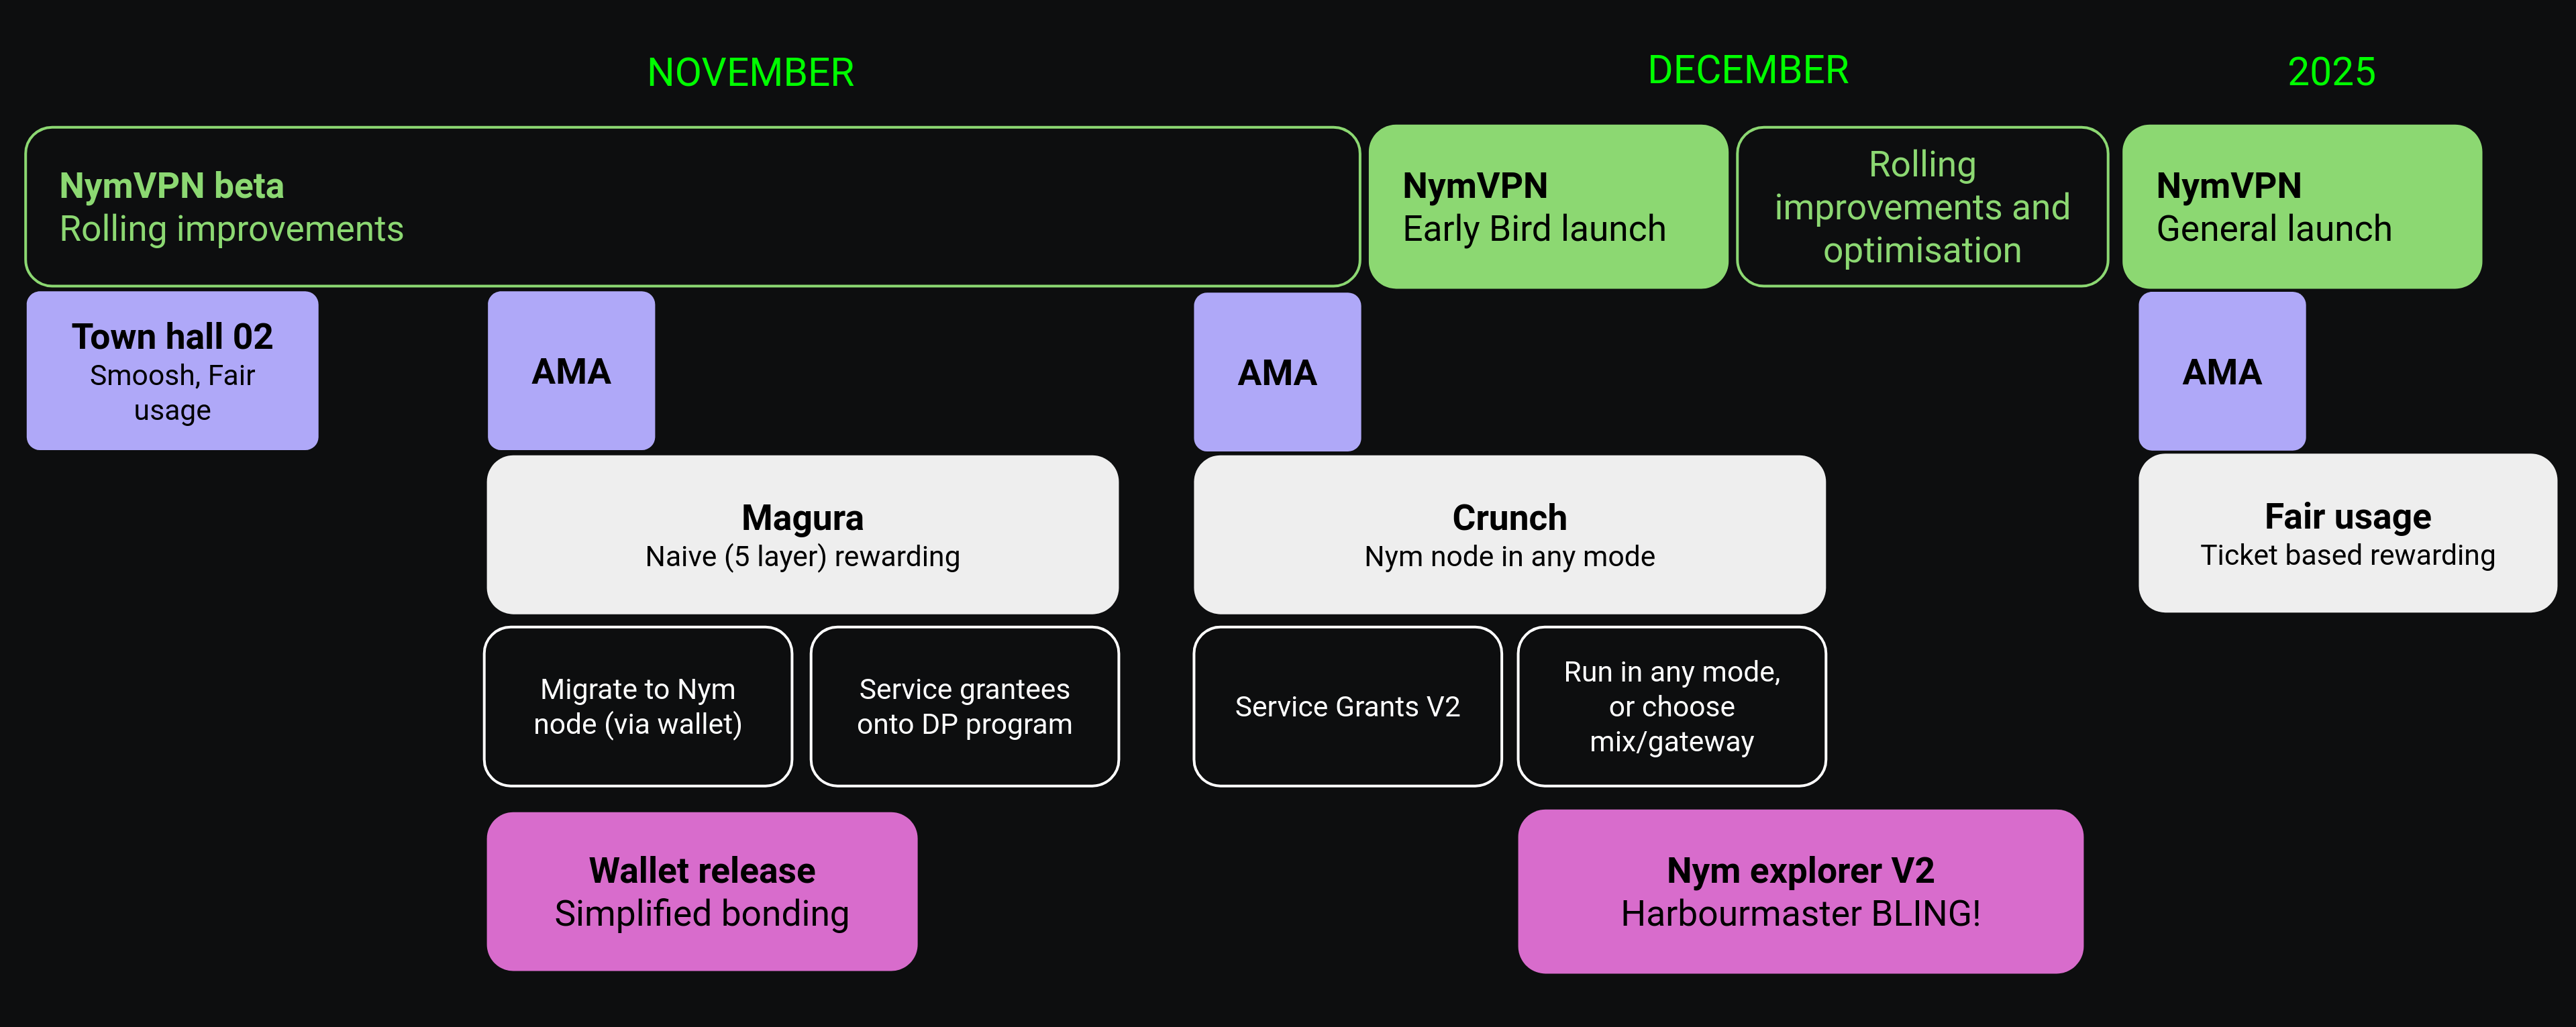 NOVEMBER
DECEMBER
2025
NymVPN beta
Rolling improvements
NymVPN
Early Bird launch
Rolling
improvements and
optimisation
NymVPN
General launch
Town hall 02
Smoosh, Fair
usage
AMA
AMA
AMA
Magura
Naive (5 layer) rewarding
Crunch
Nym node in any mode
Fair usage
Ticket based rewarding
Migrate to Nym
node (via wallet)
Service grantees
onto DP program
Service Grants V2
Run in any mode,
or choose
mix/gateway
Wallet release
Simplified bonding
Nym explorer V2
Harbourmaster BLING!